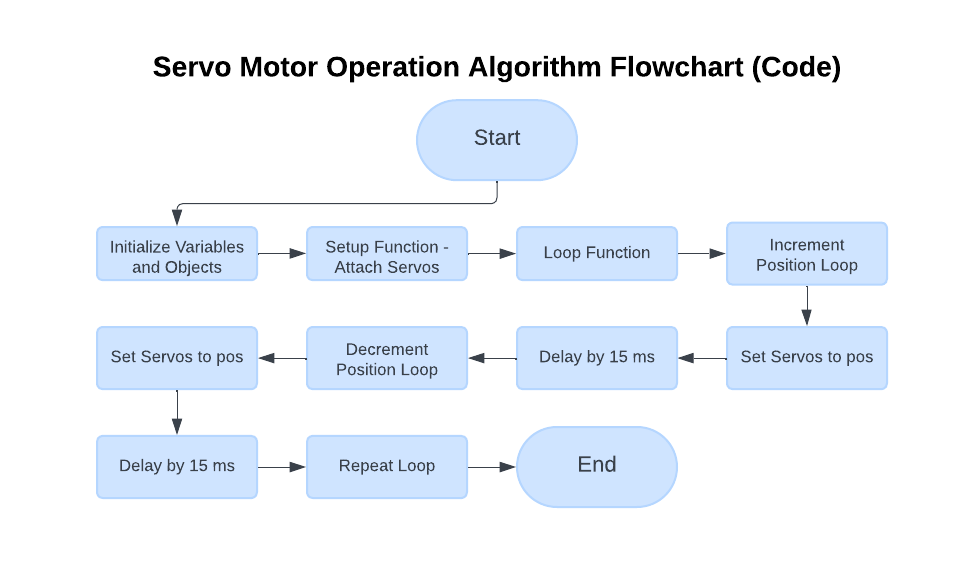 Servo Motor Operation Algorithm Flowchart (Code)
Start
Initialize Variables
and Objects
Setup Function -
Attach Servos
Loop Function
Increment
Position Loop
Set Servos to pos
Delay by 15 ms
Decrement
Position Loop
Set Servos to pos
Delay by 15 ms
Repeat Loop
End